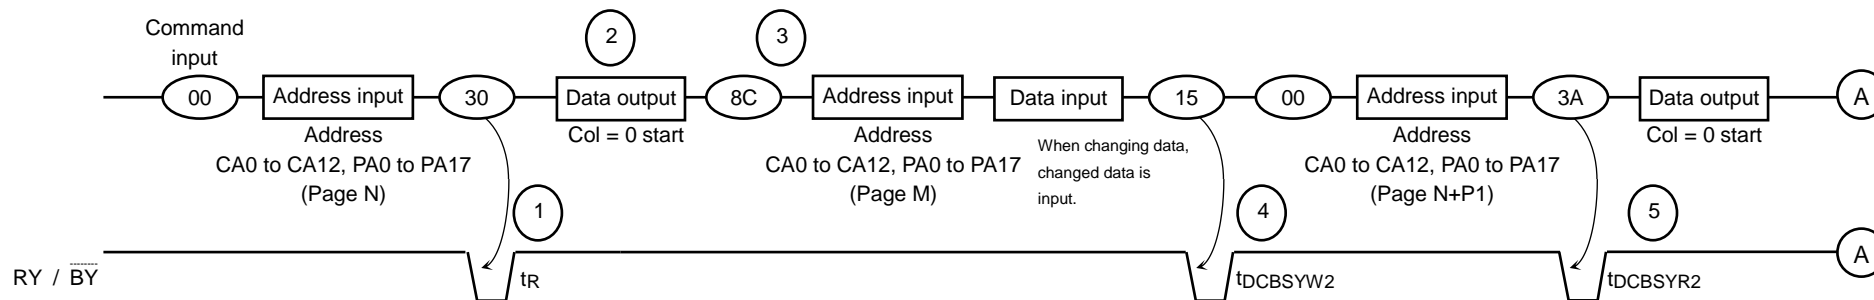 Command
input
2
3
00
Address input
30
Data output
8C
Address input
Data input
15
00
Address input
3A
Data output
A
Address
CA0 to CA12, PA0 to PA17
(Page N)
Col = 0 start
Address
CA0 to CA12, PA0 to PA17
(Page M)
When changing data,
changed data is
input.
Address
CA0 to CA12, PA0 to PA17
(Page N+P1)
Col = 0 start
1
4
5
RY / BY
tR
tDCBSYW2
tDCBSYR2
A